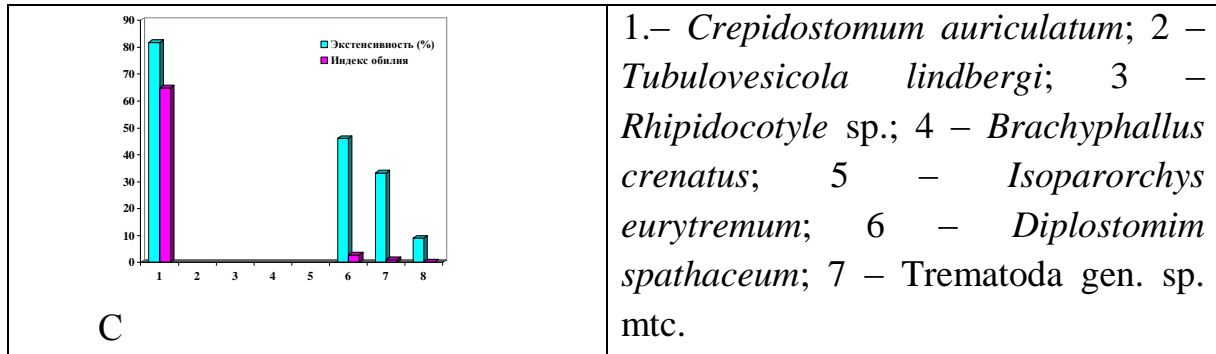 90
80
70
60
50
40
30
20
10
0
Экстенсивность (%)
Индекс обилия
1 2 3 4 5 6 7 8
C
1.– Crepidostomum auriculatum; 2 –
Tubulovesicola lindbergi; 3 –
Rhipidocotyle sp.; 4 – Brachyphallus
crenatus; 5 – Isoparorchys
eurytremum; 6 – Diplostomim
spathaceum; 7 – Trematoda gen. sp.
mtc.